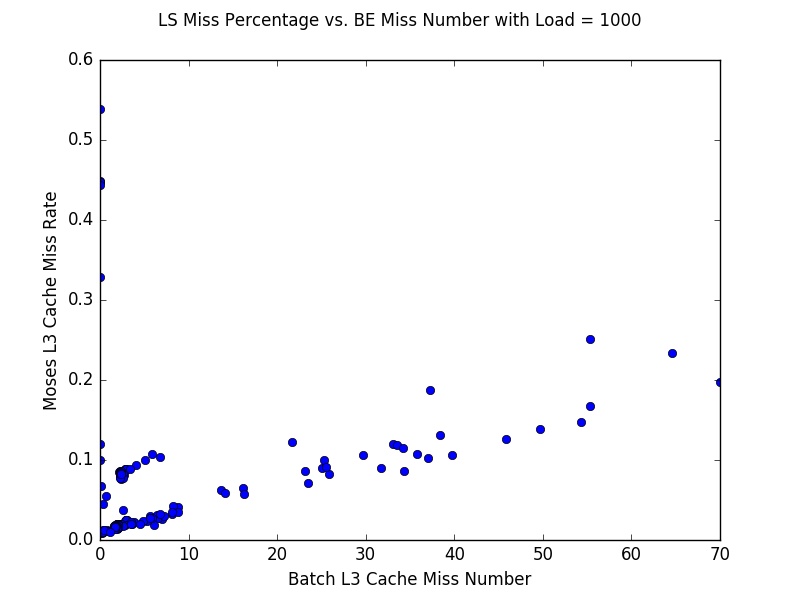 LS Miss Percentage vs. BE Miss Number with Load = 1000
0.6
0.5
0.4
0.3
0.2
0.1
0.0
Moses L3 Cache Miss Rate
0 10 20 30 40 50 60 70
Batch L3 Cache Miss Number